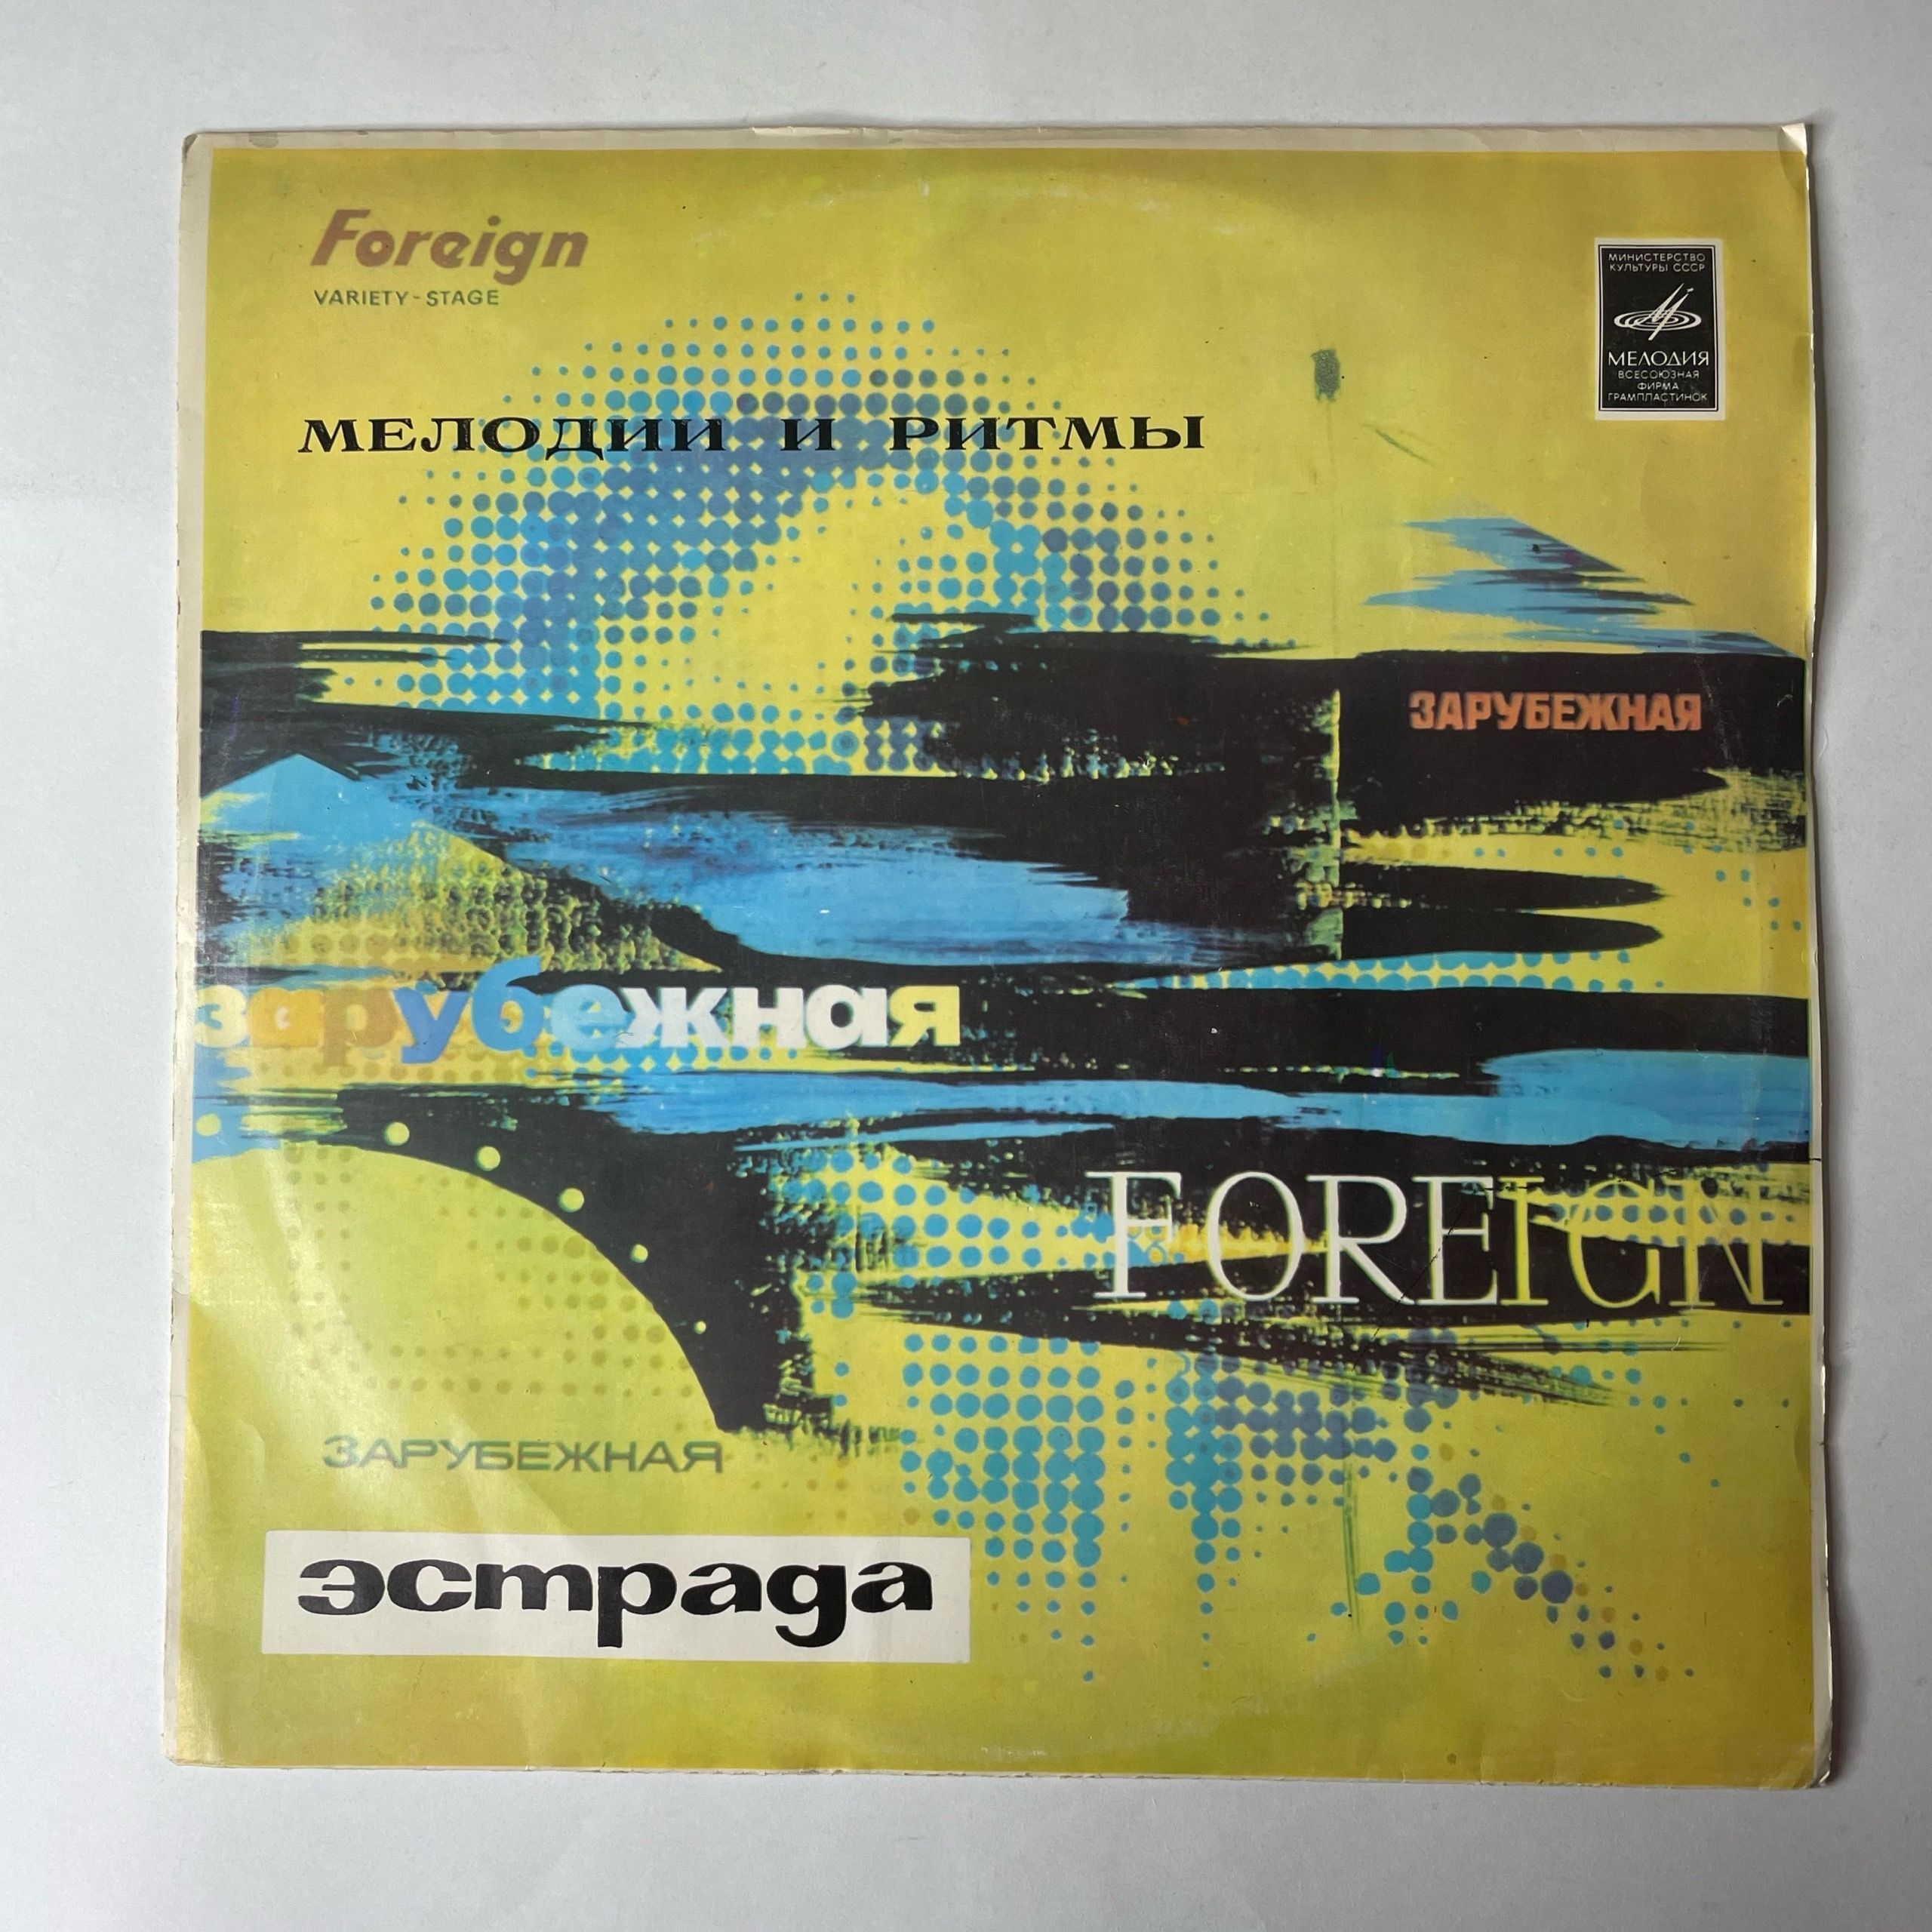 Foreign
VARIETY-STAGE
МИНИСТЕРСТВО
КУЛЬТУРЫ СССР
МЕЛОДИЯ
ВСЕСОЮЗНАЯ
ФИРМА
ГРАМПЛАСТИНОК
МЕЛОДИИ И РИТМЫ
ЗАРУБЕЖНАЯ
зарубежная
FOREIGN
ЗАРУБЕЖНАЯ
эстрада